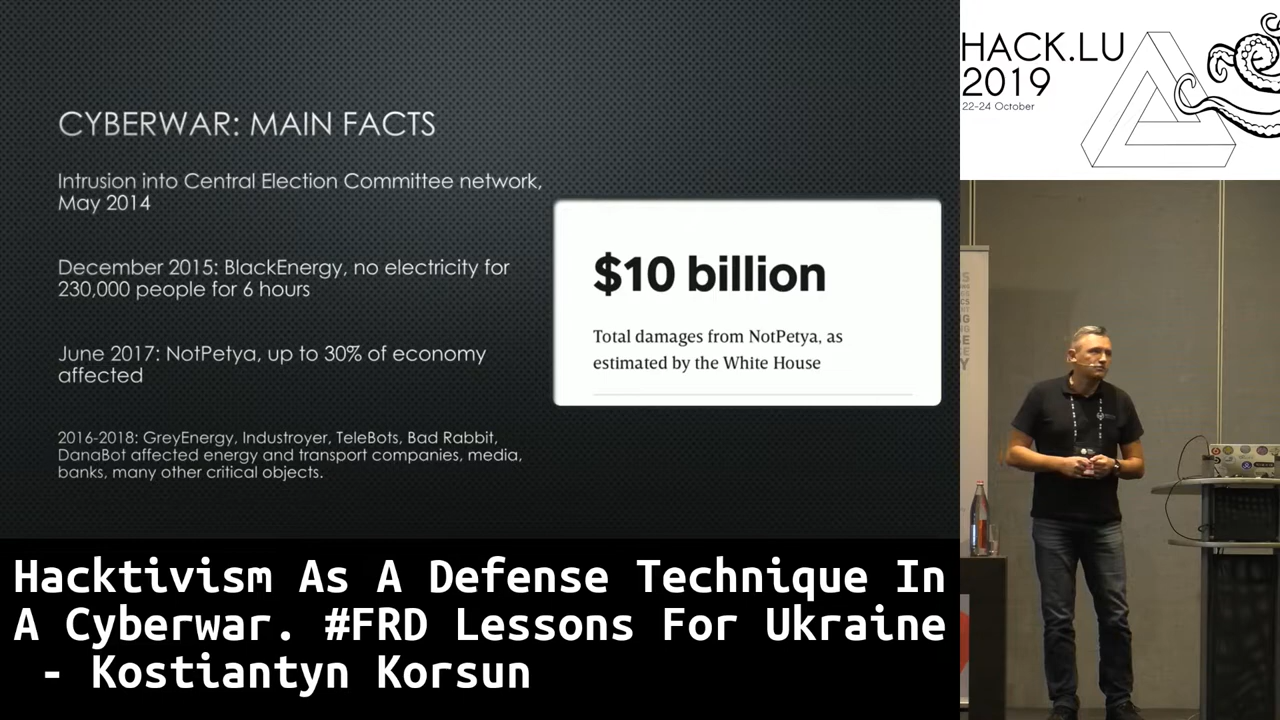 CYBERWAR: MAIN FACTS
Intrusion into Central Election Committee network,
May 2014
December 2015: BlackEnergy, no electricity for
230,000 people for 6 hours
June 2017: NotPetya, up to 30% of economy
affected
2016-2018: GreyEnergy, Industroyer, TeleBots, Bad Rabbit,
DanaBot affected energy and transport companies, media,
banks, many other critical objects.
$10 billion
Total damages from NotPetya, as
estimated by the White House
HACK.LU
2019
22-24 October
Hacktivism As A Defense Technique In
A Cyberwar. #FRD Lessons For Ukraine
- Kostiantyn Korsun